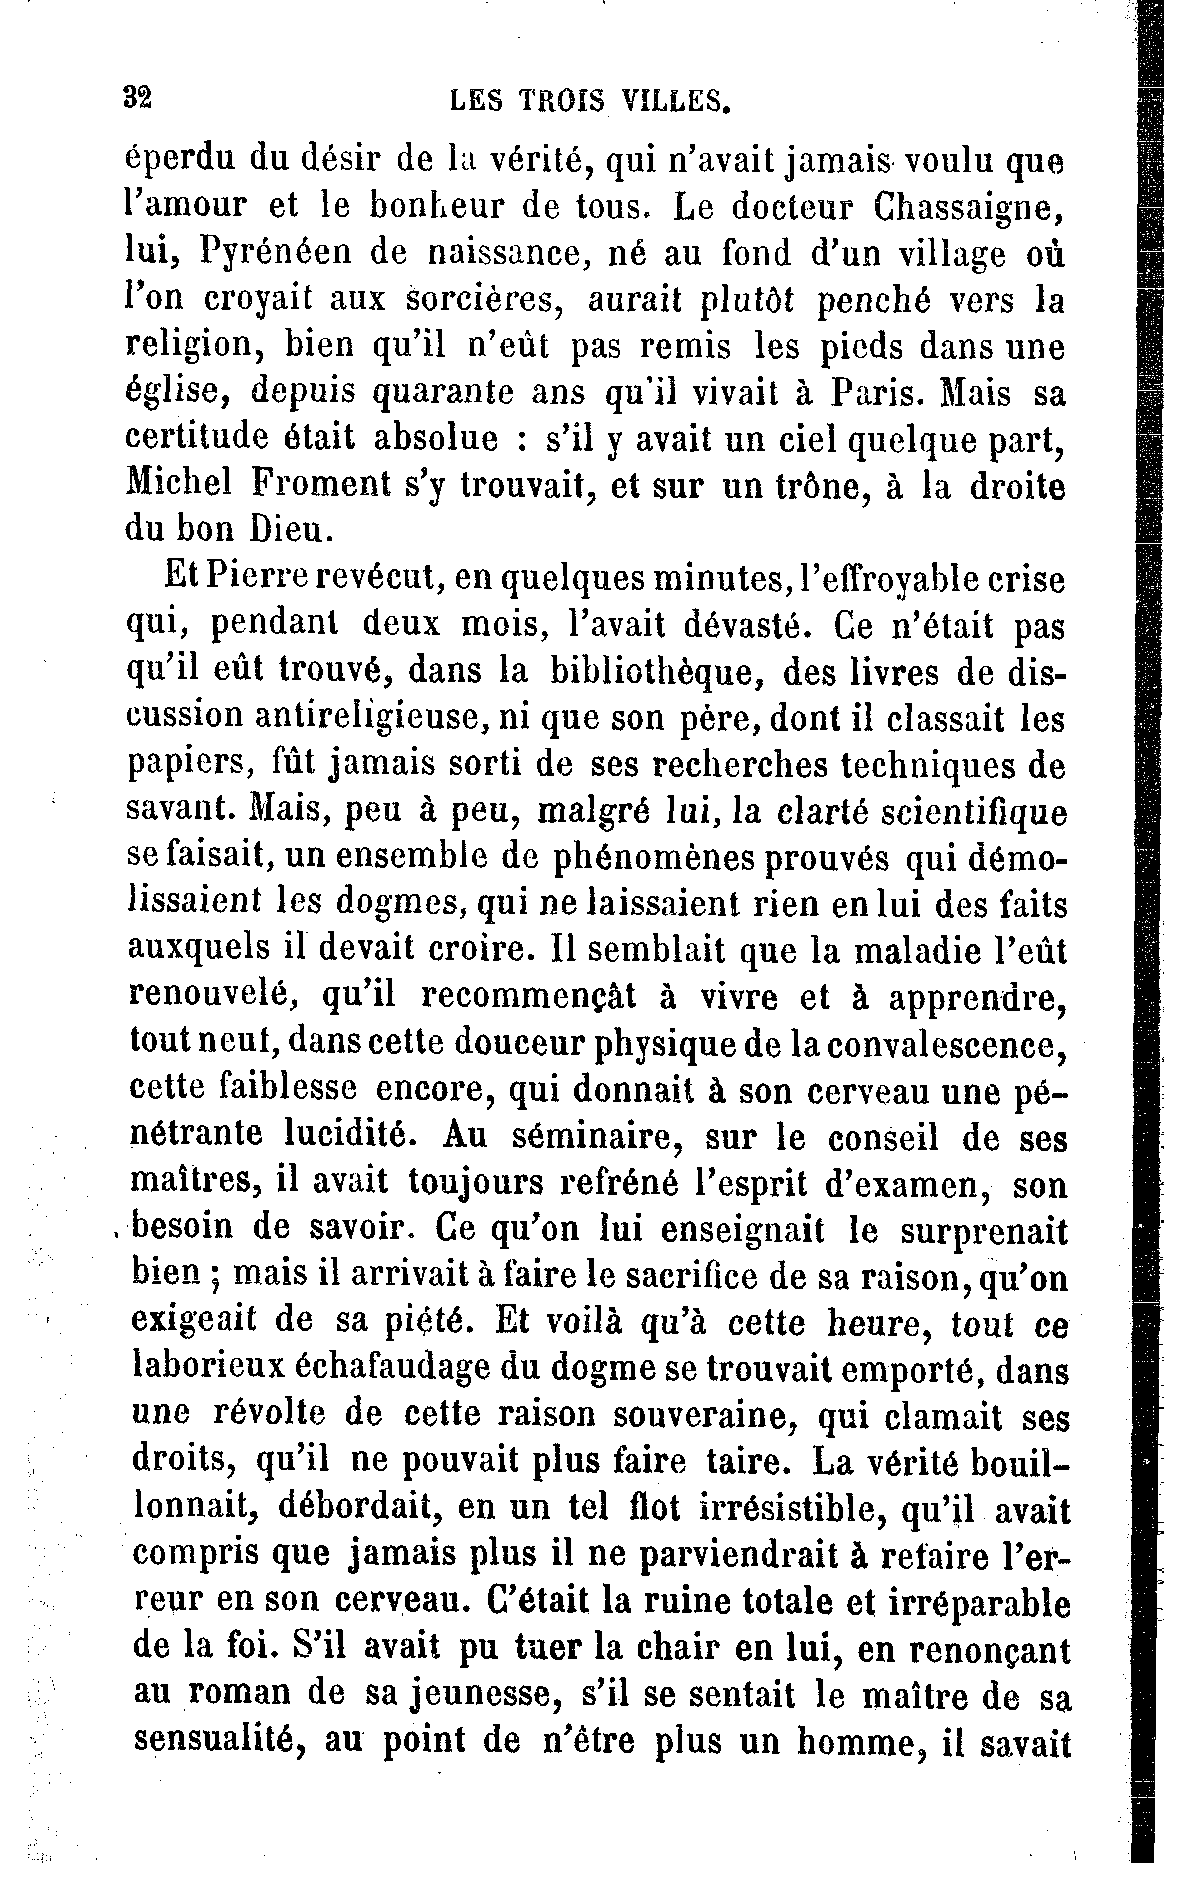 32 LES TROIS VILLES.
éperdu du désir de la vérité, qui n'avait jamais voulu que
l'amour et le bonheur de tous. Le docteur Chassaigne,
lui, Pyrénéen de naissance, né au fond d'un village où
l'on croyait aux sorcières, aurait plutôt penché vers la
religion, bien qu'il n'eût pas remis les pieds dans une
église, depuis quarante ans qu'il vivait à Paris. Mais sa
certitude était absolue : s'il y avait un ciel quelque part,
Michel Froment s'y trouvait, et sur un trône, à la droite
du bon Dieu.
Et Pierre revécut, en quelques minutes, l'effroyable crise
qui, pendant deux mois, l'avait dévasté. Ce n'était pas
qu'il eût trouvé, dans la bibliothèque, des livres de dis-
cussion antireligieuse, ni que son père, dont il classait les
papiers, fût jamais sorti de ses recherches techniques de
savant. Mais, peu à peu, malgré lui, la clarté scientifique
se faisait, un ensemble de phénomènes prouvés qui démo-
lissaient les dogmes, qui ne laissaient rien en lui des faits
auxquels il devait croire. Il semblait que la maladie l'eût
renouvelé, qu'il recommençât à vivre et à apprendre,
tout neuf, dans cette douceur physique de la convalescence,
cette faiblesse encore, qui donnait à son cerveau une pé-
nétrante lucidité. Au séminaire, sur le conseil de ses
maîtres, il avait toujours refréné l'esprit d'examen, son
besoin de savoir. Ce qu'on lui enseignait le surprenait
bien ; mais il arrivait à faire le sacrifice de sa raison, qu'on
exigeait de sa piété. Et voilà qu'à cette heure, tout ce
laborieux échafaudage du dogme se trouvait emporté, dans
une révolte de cette raison souveraine, qui clamait ses
droits, qu'il ne pouvait plus faire taire. La vérité bouil-
lonnait, débordait, en un tel flot irrésistible, qu'il avait
compris que jamais plus il ne parviendrait à refaire l'er-
reur en son cerveau. C'était la ruine totale et irréparable
de la foi. S'il avait pu tuer la chair en lui, en renonçant
au roman de sa jeunesse, s'il se sentait le maître de sa
sensualité, au point de n'être plus un homme, il savait